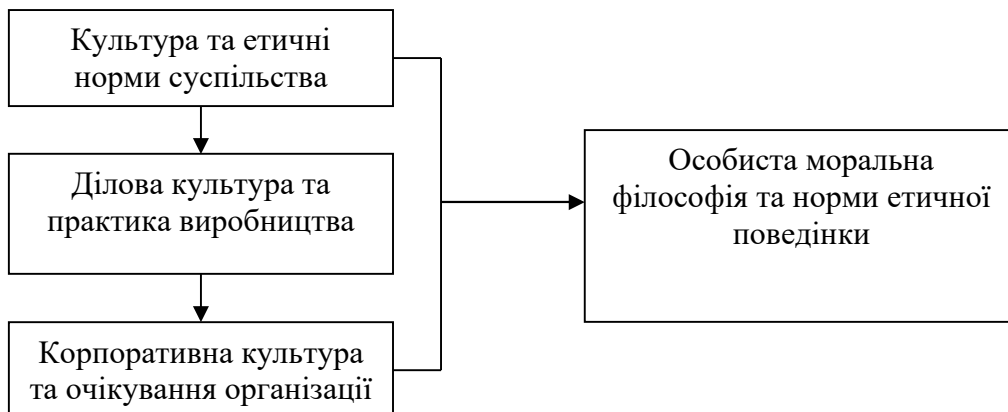 Культура та етичні
норми суспільства
Ділова культура та
практика виробництва
Корпоративна культура
та очікування організації
Особиста моральна
філософія та норми етичної
поведінки